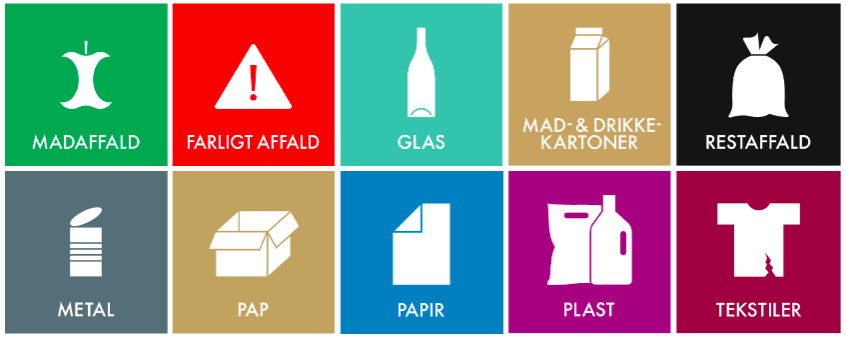 MADAFFALD
FARLIGT AFFALD
GLAS
MAD- & DRIKKE-
KARTONER
RESTAFFALD
METAL
PAP
PAPIR
PLAST
TEKSTILER